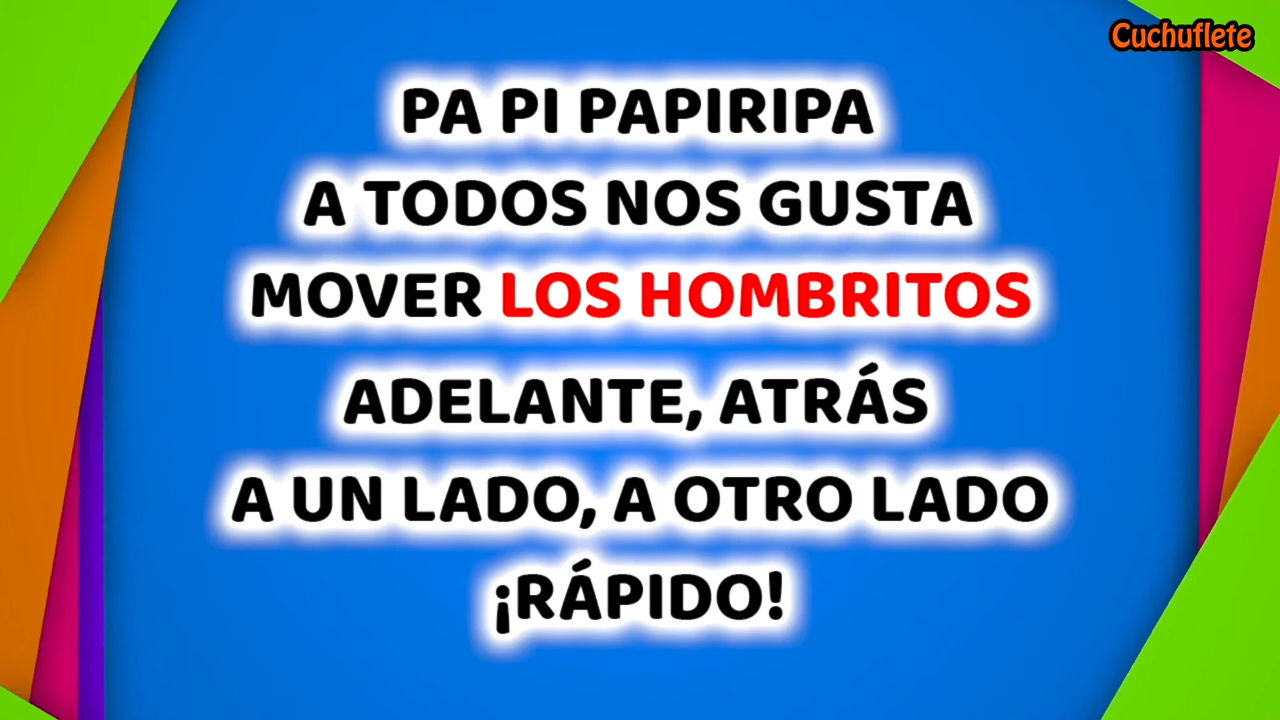 Cuchuflete
PA PI PAPIRIPA
A TODOS NOS GUSTA
MOVER LOS HOMBRITOS
ADELANTE, ATRÁS
A UN LADO, A OTRO LADO
¡RÁPIDO!